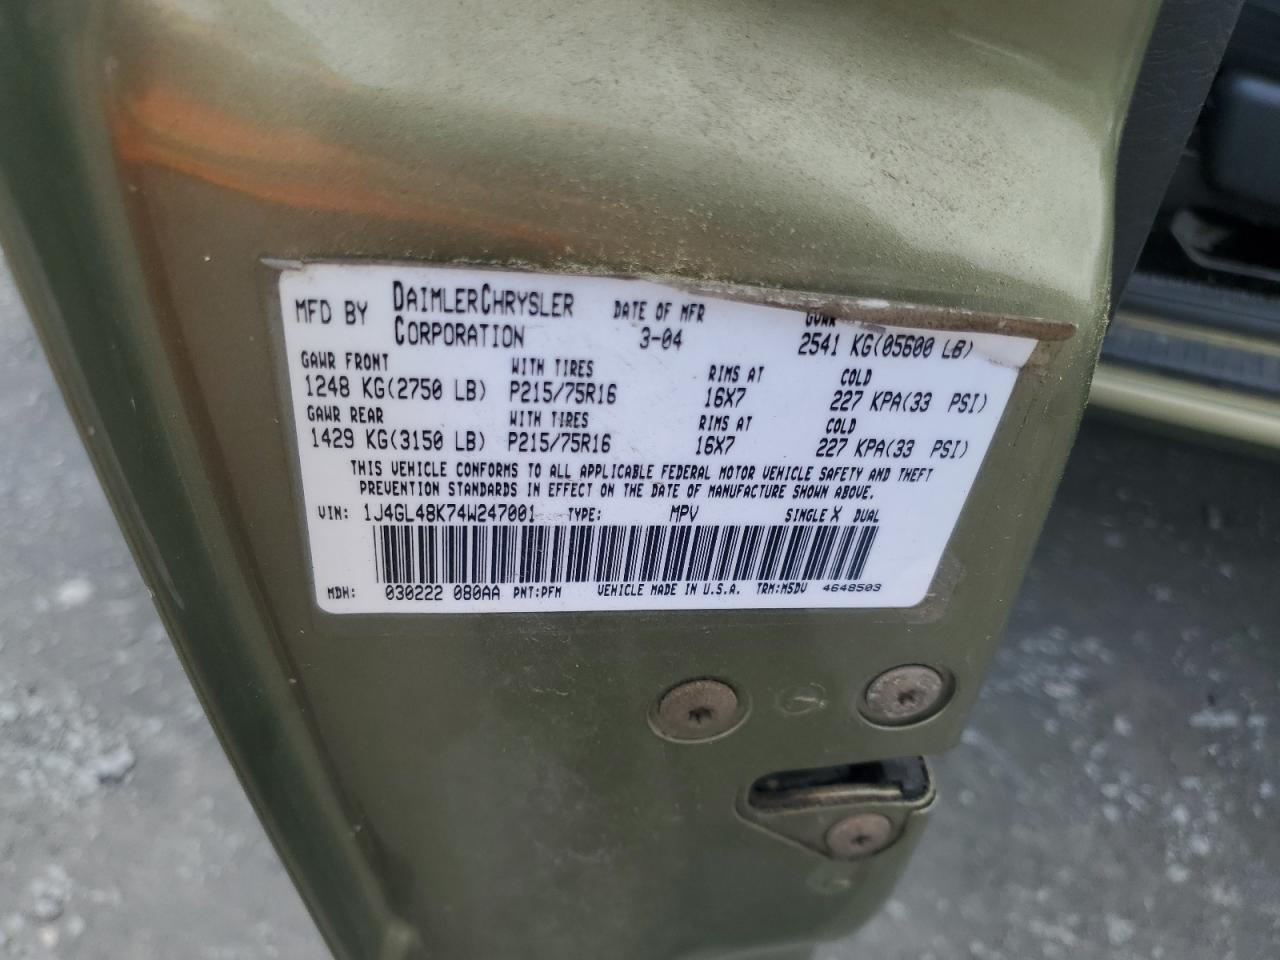 MFD BY DAIMLERCHRYSLER CORPORATION DATE OF MFR 3-04 GVWR 2541 KG(05600 LB)
GAWR FRONT WITH TIRES RIMS AT COLD
1248 KG(2750 LB) P215/75R16 16X7 227 KPA(33 PSI)
GAWR REAR WITH TIRES RIMS AT COLD
1429 KG(3150 LB) P215/75R16 16X7 227 KPA(33 PSI)
THIS VEHICLE CONFORMS TO ALL APPLICABLE FEDERAL MOTOR VEHICLE SAFETY AND THEFT
PREVENTION STANDARDS IN EFFECT ON THE DATE OF MANUFACTURE SHOWN ABOVE.
VIN: 1J4GL48K74W247001 TYPE: MPV SINGLE X DUAL
MDH: 030222 080AA PNT:PFM VEHICLE MADE IN U.S.A. TRM:M5DV 4648503